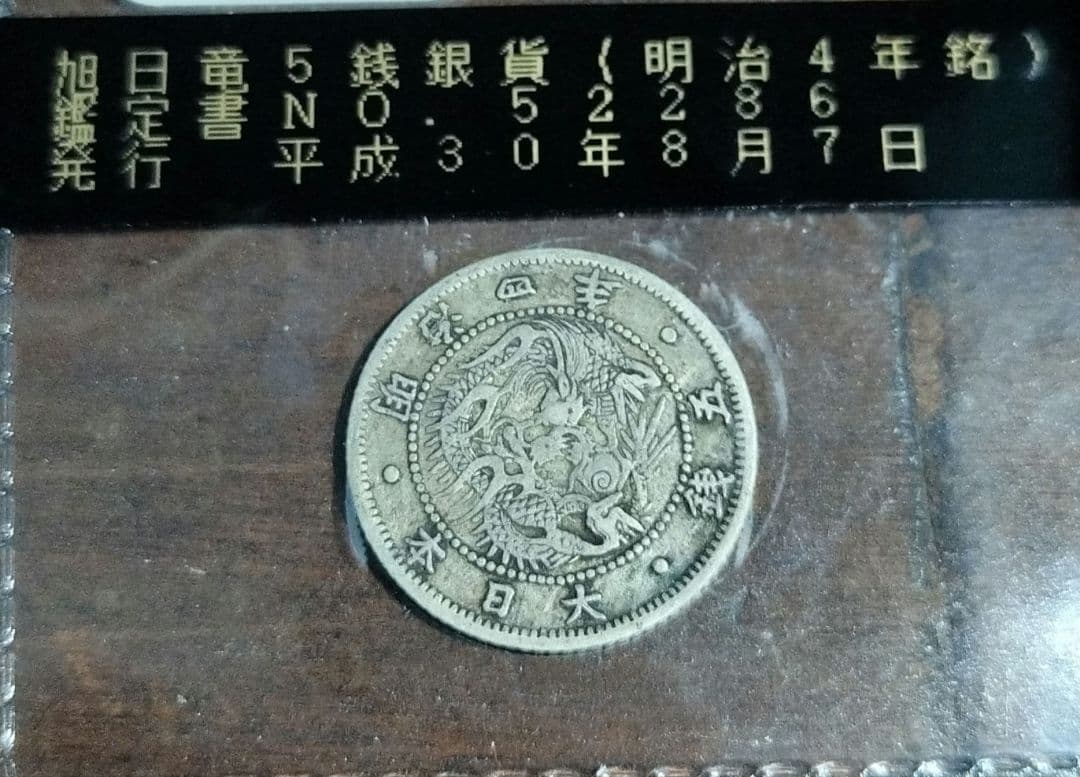 旭日竜5銭銀貨(明治4年銘)
鑑定書NO.52286
発行平成30年8月7日
明治四年
五銭
大日本